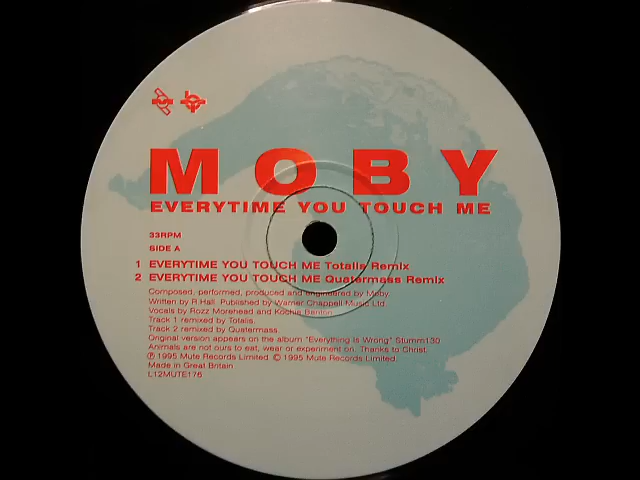 MOBY
EVERYTIME YOU TOUCH ME
33RPM
SIDE A
1 EVERYTIME YOU TOUCH ME Totalis Remix
2 EVERYTIME YOU TOUCH ME Quatermass Remix
Composed, performed, produced and engineered by Moby.
Written by R.Hall. Published by Warner Chappell Music Ltd.
Vocals by Rozz Morehead and Kochie Banton.
Track 1 remixed by Totalis.
Track 2 remixed by Quatermass.
Original version appears on the album "Everything Is Wrong" Stumm130
Animals are not ours to eat, wear or experiment on. Thanks to Christ.
℗ 1995 Mute Records Limited. © 1995 Mute Records Limited.
Made in Great Britain
L12MUTE176